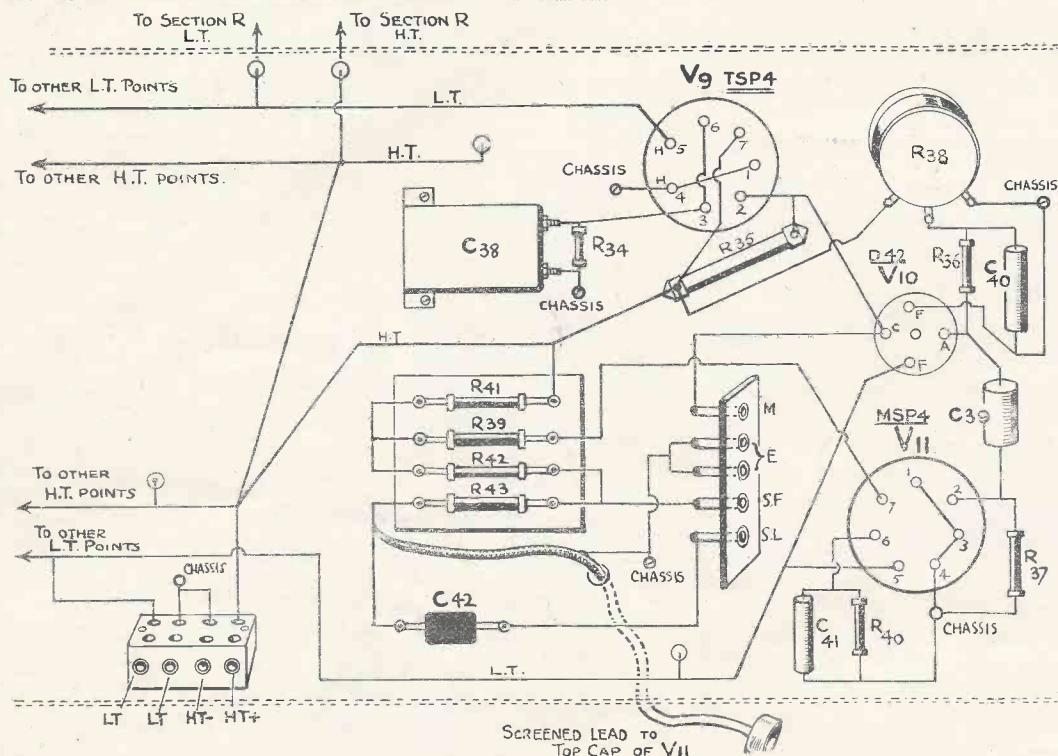 TO SECTION R
L.T.
TO SECTION R
H.T.
TO OTHER L.T. POINTS
L.T.
H.T.
TO OTHER H.T. POINTS.
V9 TSP4
6
7
H 5
1
H 4
3
2
CHASSIS
C38
R34
CHASSIS
R35
R38
CHASSIS
D42
V10
R36
C40
F
C
A
F
H.T.
R41
R39
R42
R43
M
E
S.F
S.L
CHASSIS
C39
MSP4
V11
1
2
3
4
5
6
7
R37
CHASSIS
C41
R40
C42
TO OTHER
H.T. POINTS
TO OTHER
L.T. POINTS
CHASSIS
LT LT HT- HT+
L.T.
SCREENED LEAD TO
TOP CAP OF V11